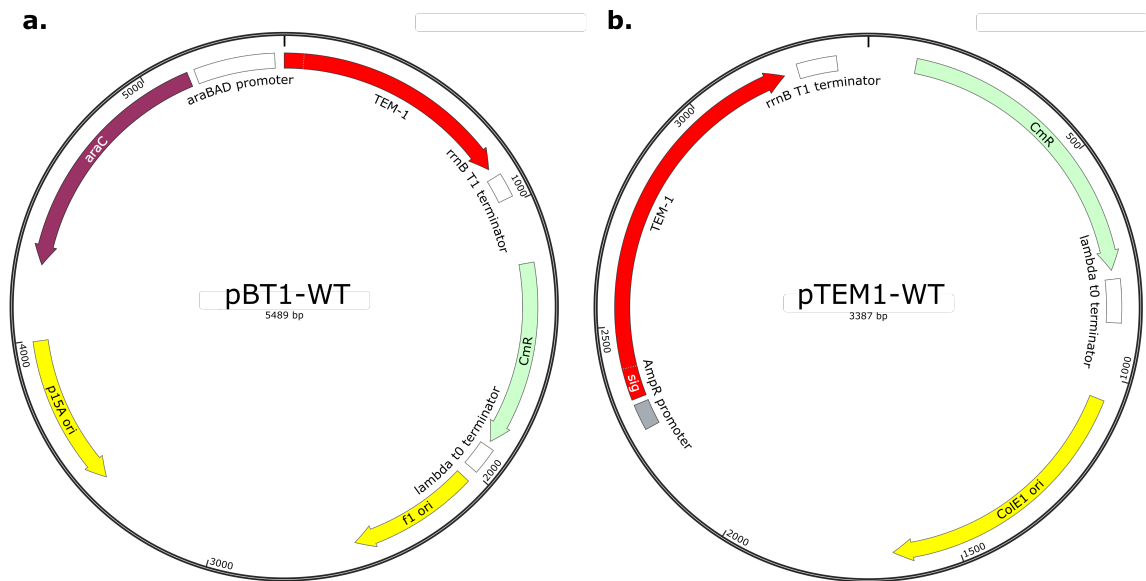 a.
araBAD promoter
TEM-1
rrnB T1 terminator
1000
CmR
lambda t0 terminator
2000
f1 ori
3000
p15A ori
4000
araC
5000
pBT1-WT
5489 bp
b.
rrnB T1 terminator
CmR
500
lambda t0 terminator
1000
ColE1 ori
1500
2000
AmpR promoter
sig
2500
TEM-1
3000
pTEM1-WT
3387 bp